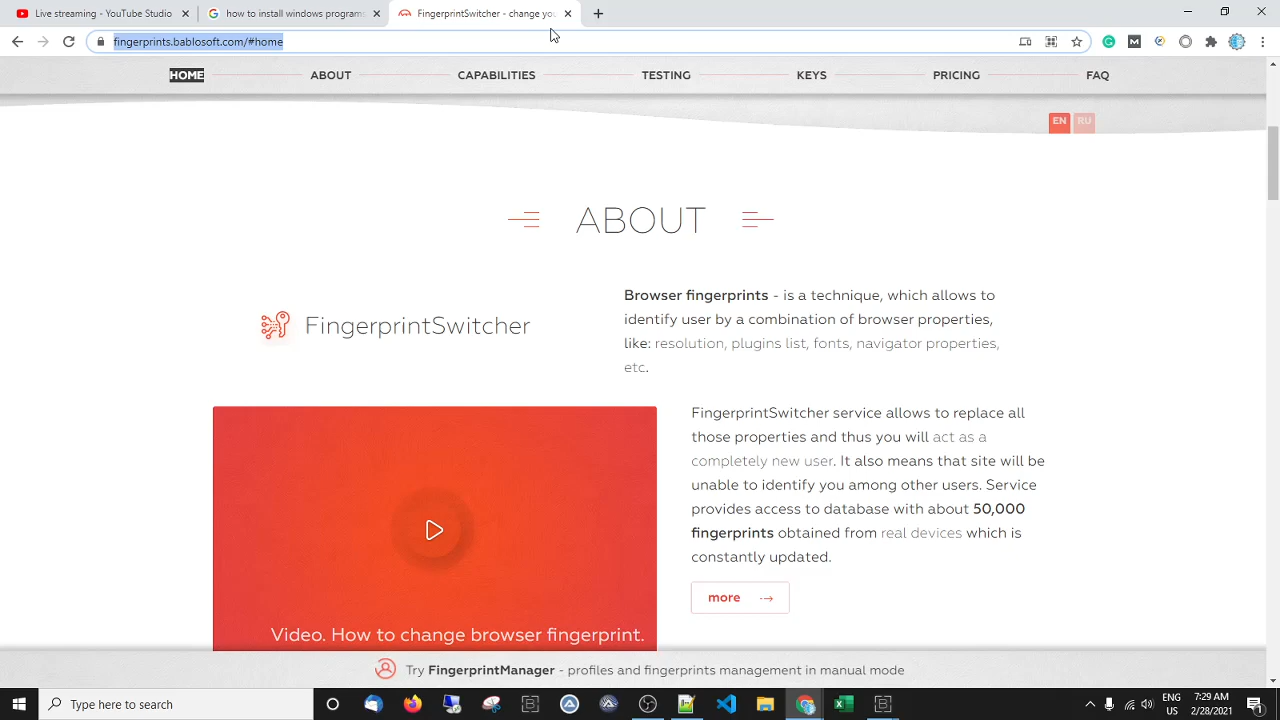 Live streaming - YouTube Studio
how to install windows programs
FingerprintSwitcher - change you
fingerprints.bablosoft.com/#home
HOME
ABOUT
CAPABILITIES
TESTING
KEYS
PRICING
FAQ
EN
RU
ABOUT
FingerprintSwitcher
Browser fingerprints - is a technique, which allows to
identify user by a combination of browser properties,
like: resolution, plugins list, fonts, navigator properties,
etc.
FingerprintSwitcher service allows to replace all
those properties and thus you will act as a
completely new user. It also means that site will be
unable to identify you among other users. Service
provides access to database with about 50,000
fingerprints obtained from real devices which is
constantly updated.
more
Video. How to change browser fingerprint.
Try FingerprintManager - profiles and fingerprints management in manual mode
Type here to search
ENG
US
7:29 AM
2/28/2021